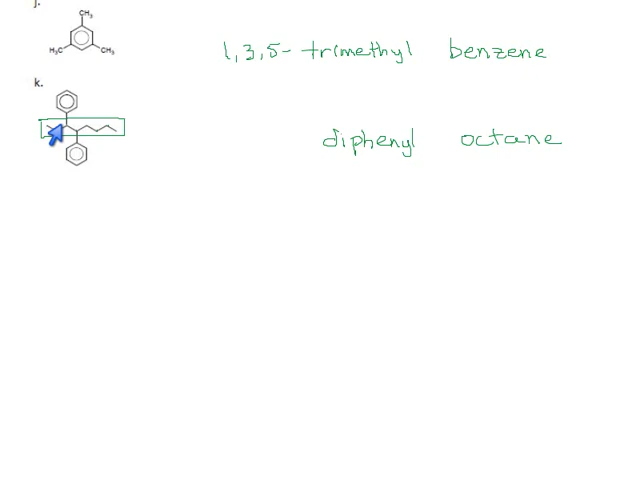 j.
CH₃
H₃C
CH₃
1,3,5- trimethyl benzene
k.
diphenyl octane